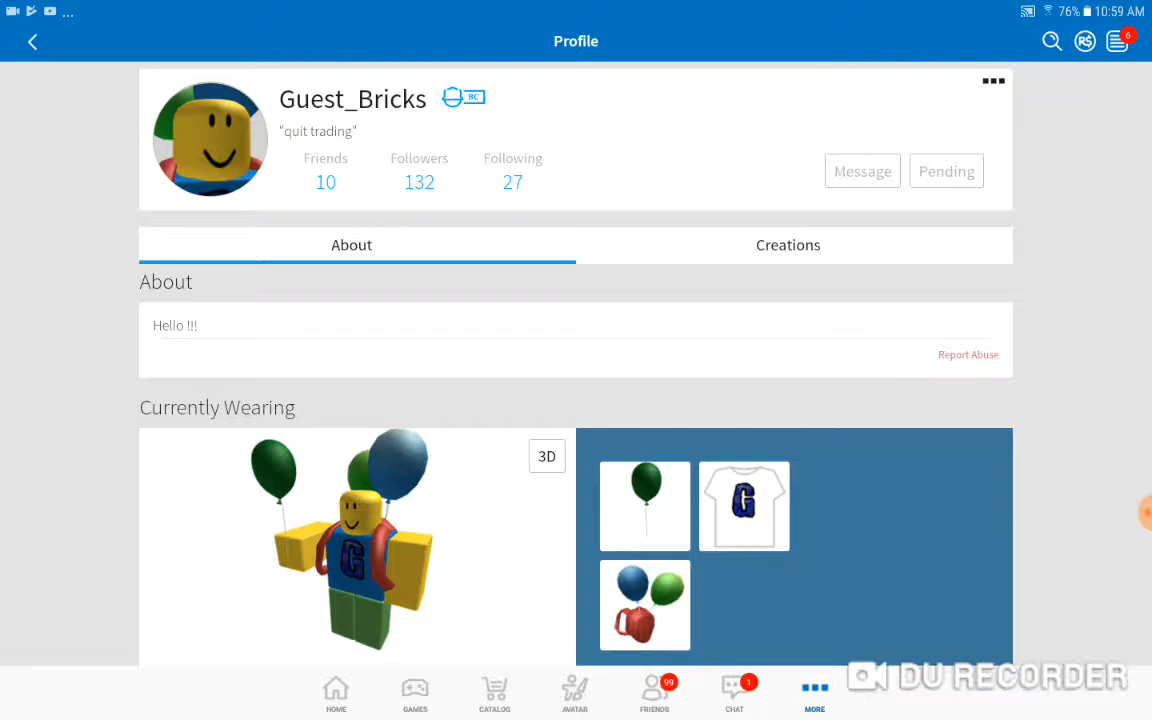 ... 76% 10:59 AM
Profile
R$ 6
Guest_Bricks BC
"quit trading"
Friends Followers Following
10 132 27
Message Pending
About Creations
About
Hello !!!
Report Abuse
Currently Wearing
3D
G
G
99 1
HOME GAMES CATALOG AVATAR FRIENDS CHAT MORE
DU RECORDER